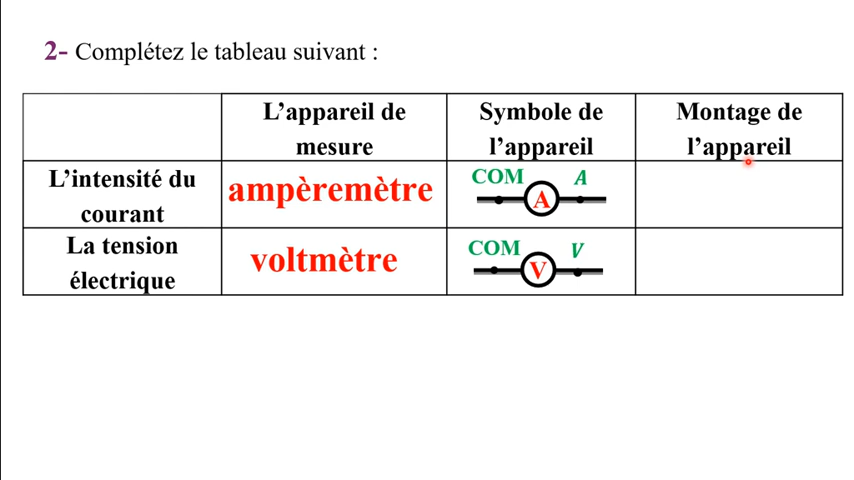 2- Complétez le tableau suivant :
L'appareil de mesure
Symbole de l'appareil
Montage de l'appareil
L'intensité du courant
ampèremètre
COM A
A
La tension électrique
voltmètre
COM V
V